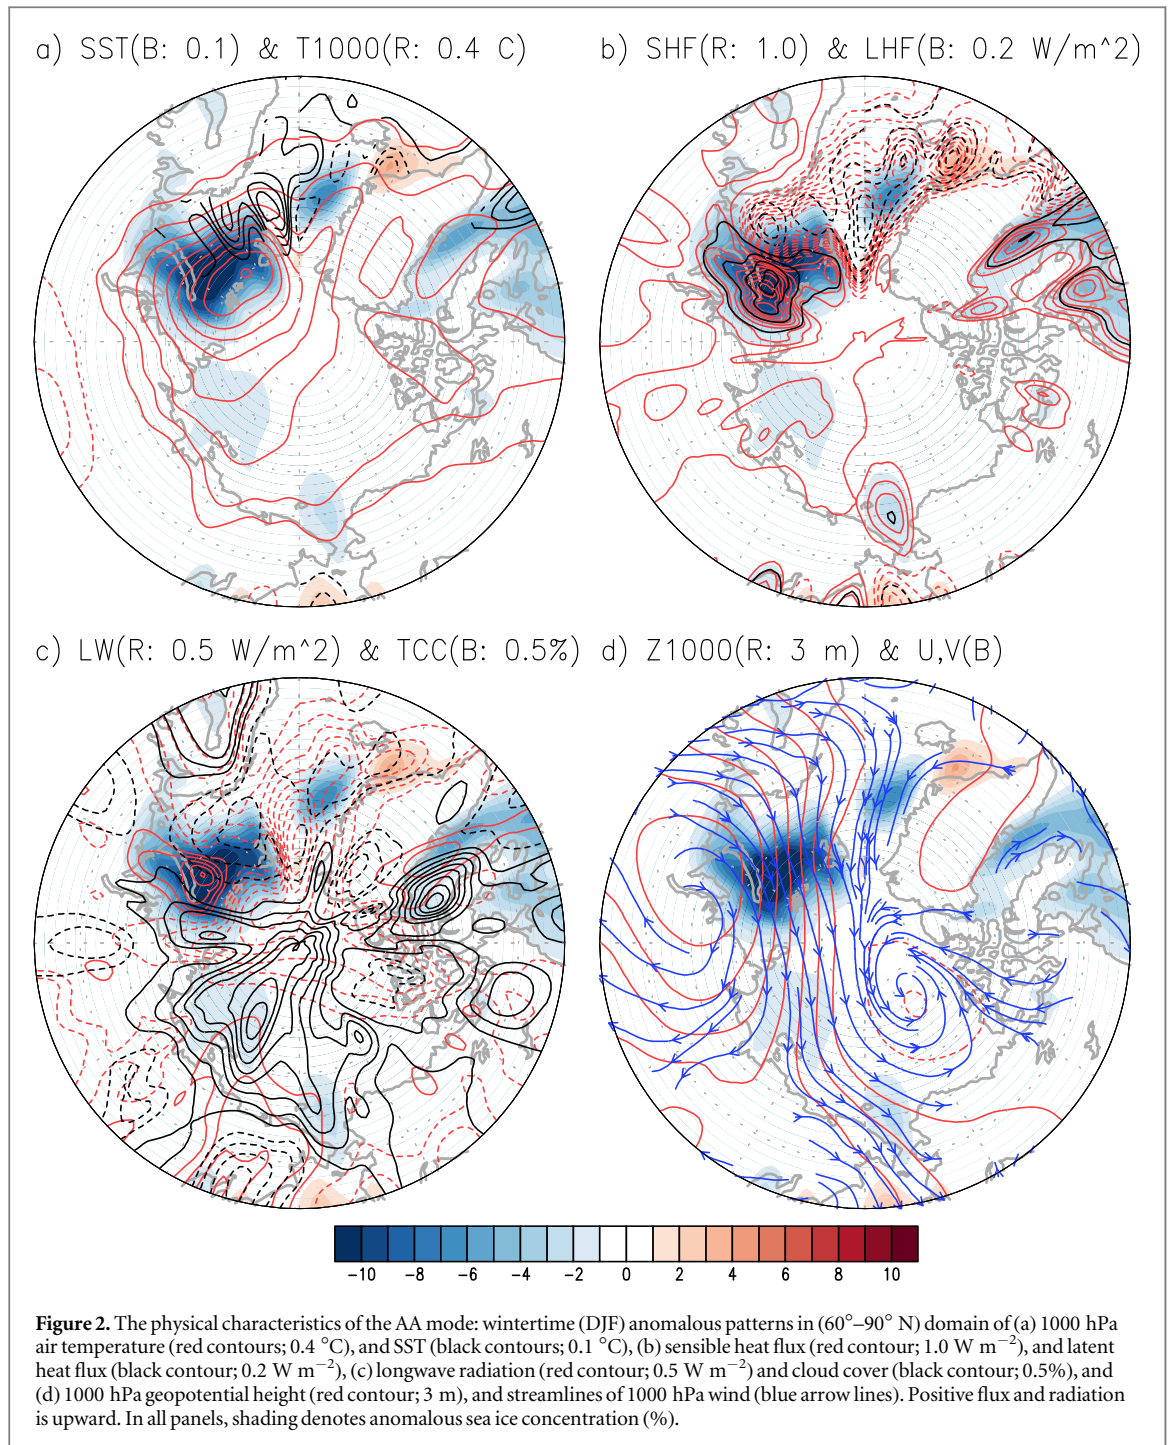 a) SST(B: 0.1) & T1000(R: 0.4 C)
b) SHF(R: 1.0) & LHF(B: 0.2 W/m^2)
c) LW(R: 0.5 W/m^2) & TCC(B: 0.5%)
d) Z1000(R: 3 m) & U,V(B)
−10 −8 −6 −4 −2 0 2 4 6 8 10
Figure 2. The physical characteristics of the AA mode: wintertime (DJF) anomalous patterns in (60°–90° N) domain of (a) 1000 hPa
air temperature (red contours; 0.4 °C), and SST (black contours; 0.1 °C), (b) sensible heat flux (red contour; 1.0 W m−2), and latent
heat flux (black contour; 0.2 W m−2), (c) longwave radiation (red contour; 0.5 W m−2) and cloud cover (black contour; 0.5%), and
(d) 1000 hPa geopotential height (red contour; 3 m), and streamlines of 1000 hPa wind (blue arrow lines). Positive flux and radiation
is upward. In all panels, shading denotes anomalous sea ice concentration (%).